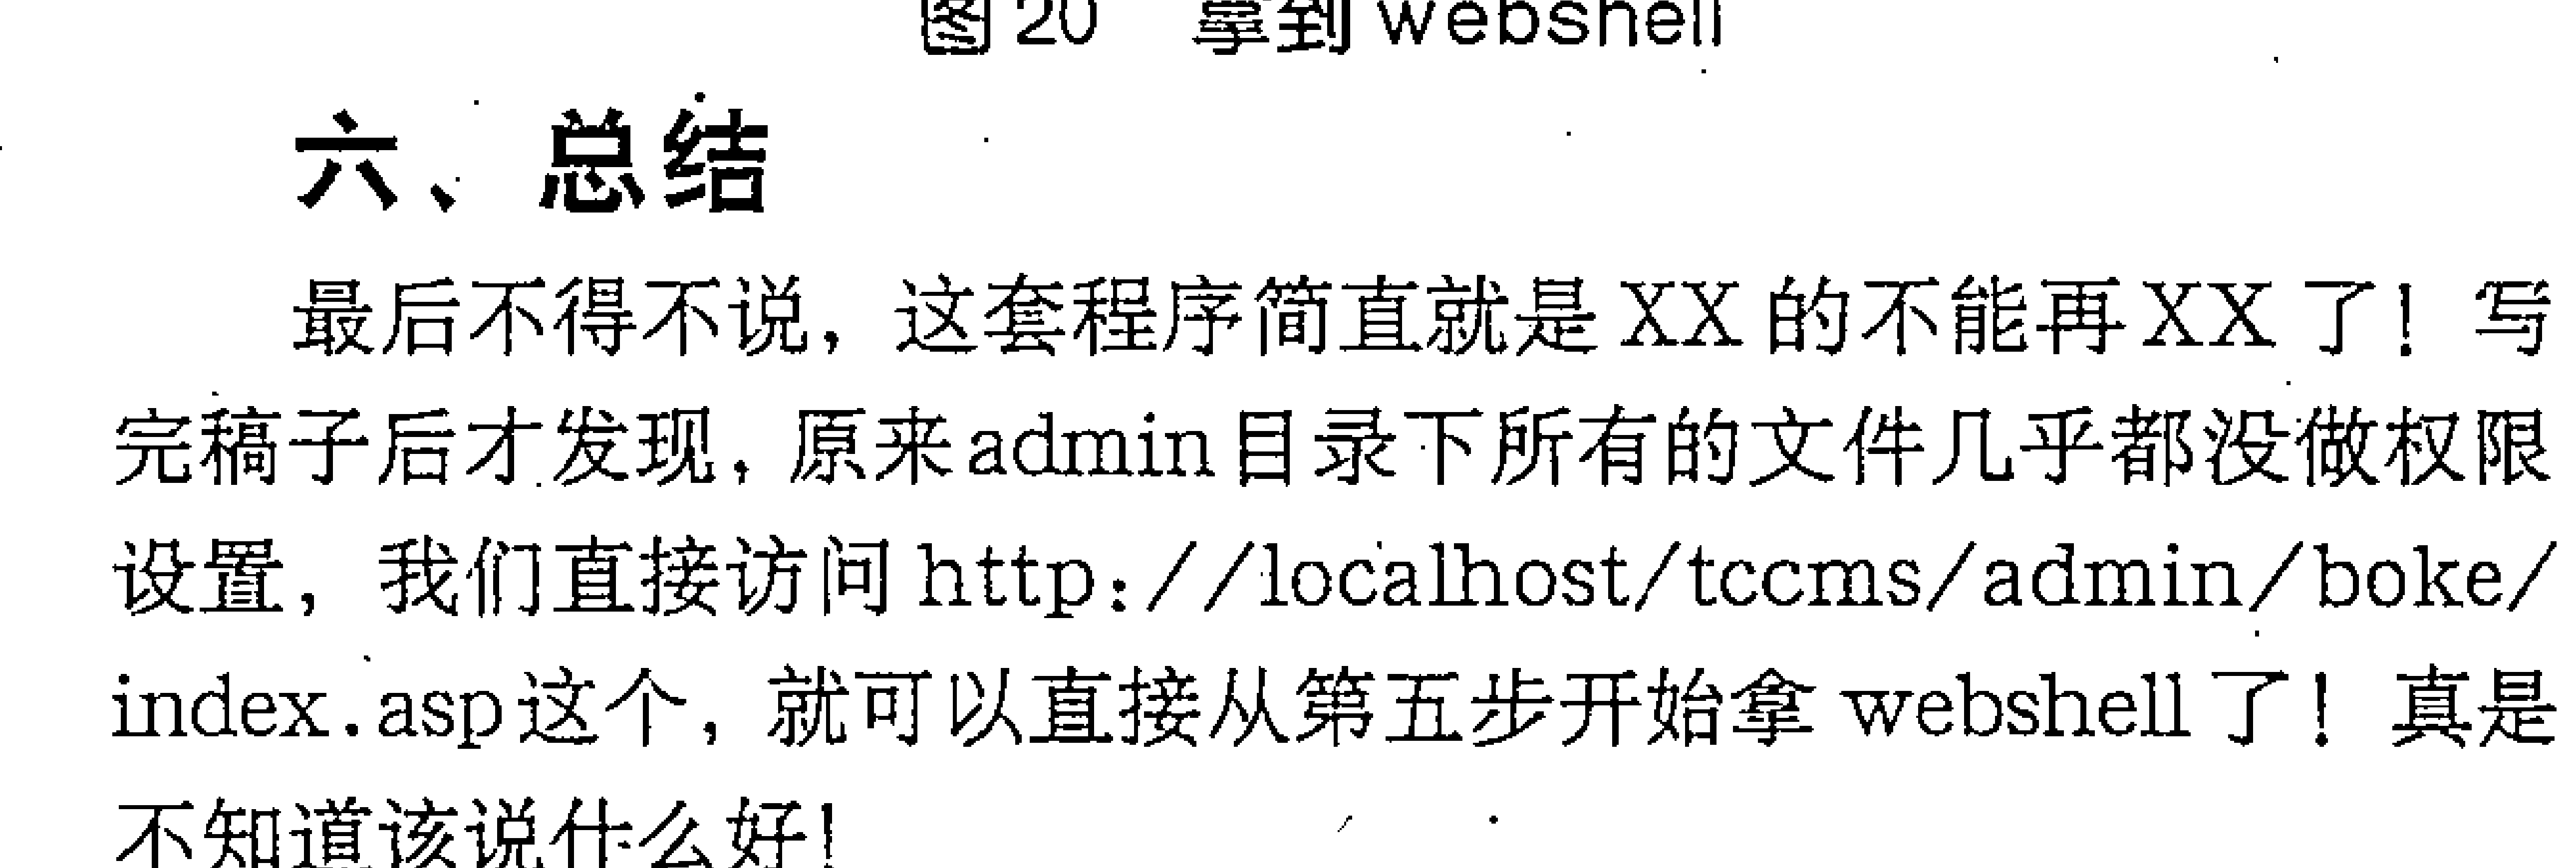 图20 拿到webshell
六、总结
最后不得不说，这套程序简直就是XX的不能再XX了！写
完稿子后才发现，原来admin目录下所有的文件几乎都没做权限
设置，我们直接访问http://localhost/tccms/admin/boke/
index.asp这个，就可以直接从第五步开始拿webshell了！真是
不知道该说什么好！